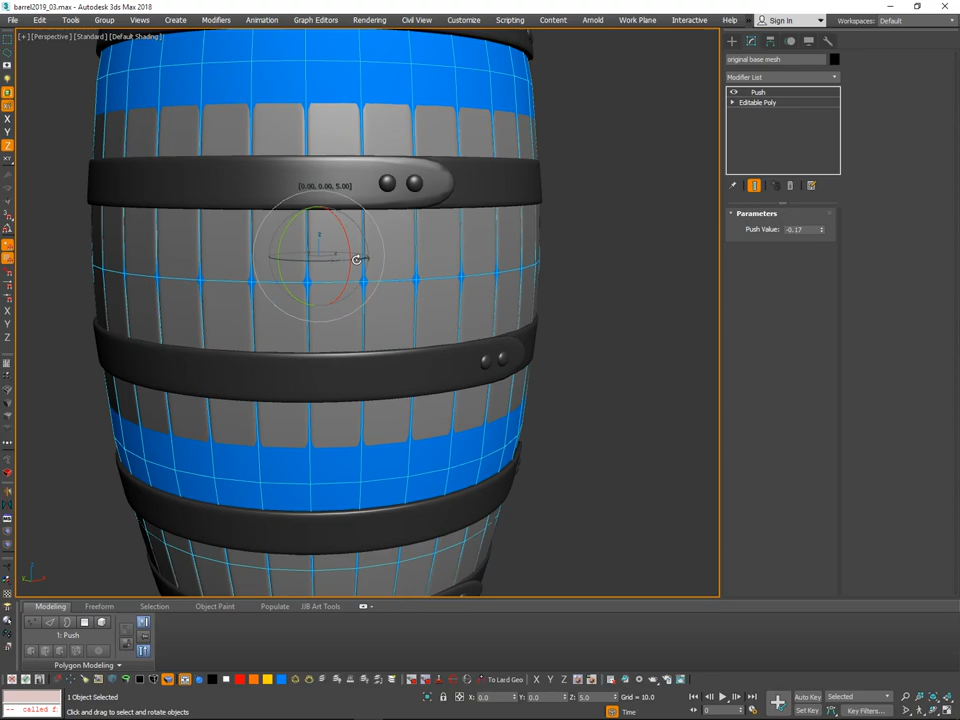 barrel2019_03.max - Autodesk 3ds Max 2018
File Edit Tools Group Views Create Modifiers Animation Graph Editors Rendering Civil View Customize Scripting Content Arnold Work Plane Interactive Help Sign In Workspaces: Default
[+] [Perspective] [Standard] [Default Shading]
original base mesh
Modifier List
Push
Editable Poly
X
Y
Z
XY
[0.00, 0.00, 5.00]
Parameters
Push Value: -0.17
z
X
Y
Z
Modeling Freeform Selection Object Paint Populate JJB Art Tools
1: Push
Polygon Modeling
X Y Z To Lard Geo
1 Object Selected X: 0.0 Y: 0.0 Z: 5.0 Grid = 10.0 Auto Key Selected
-- called f: Click and drag to select and rotate objects Time 0 Set Key Key Filters...